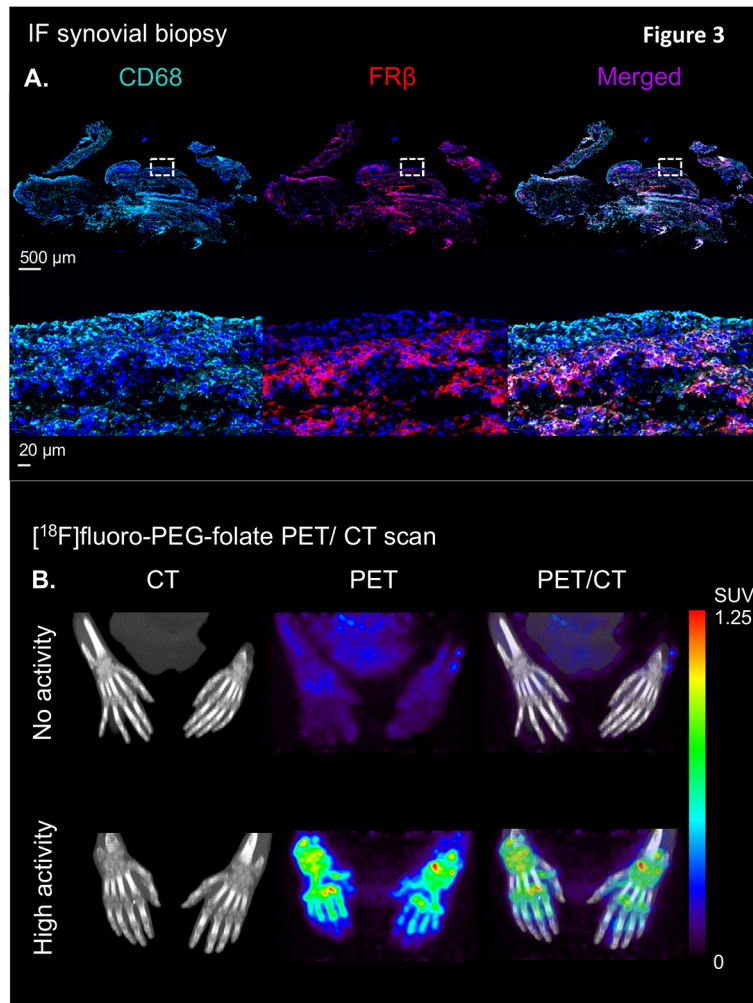 IF synovial biopsy
Figure 3
A.
CD68
FRβ
Merged
500 µm
20 µm
[¹⁸F]fluoro-PEG-folate PET/ CT scan
B.
CT
PET
PET/CT
SUV
1.25
No activity
High activity
0